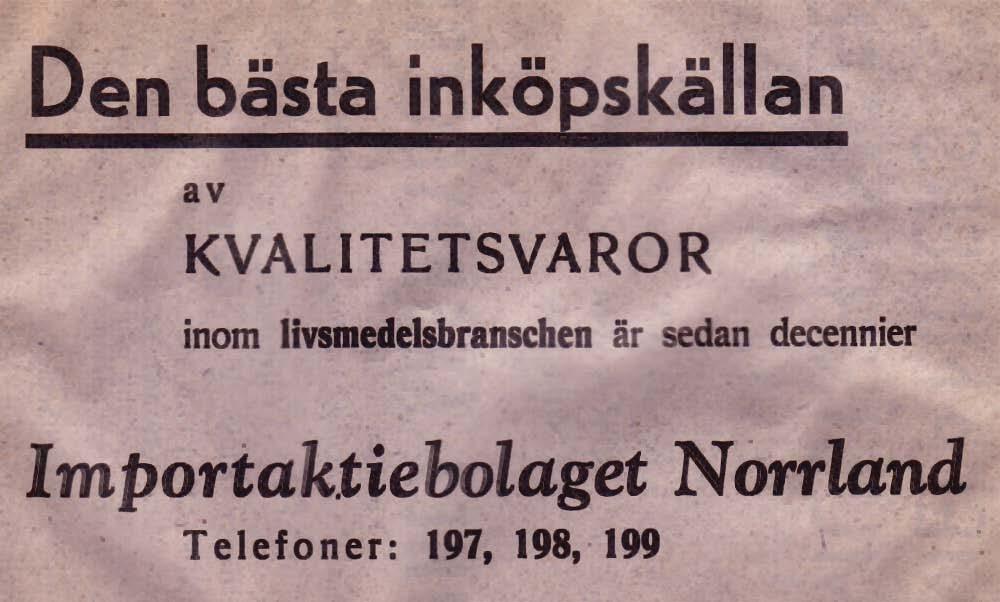 Den bästa inköpskällan
av
KVALITETSVAROR
inom livsmedelsbranschen är sedan decennier
Importaktiebolaget Norrland
Telefoner: 197, 198, 199